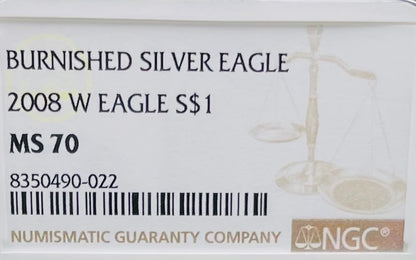 BURNISHED SILVER EAGLE
2008 W EAGLE S$1
MS 70
8350490-022
NUMISMATIC GUARANTY COMPANY
NGC®